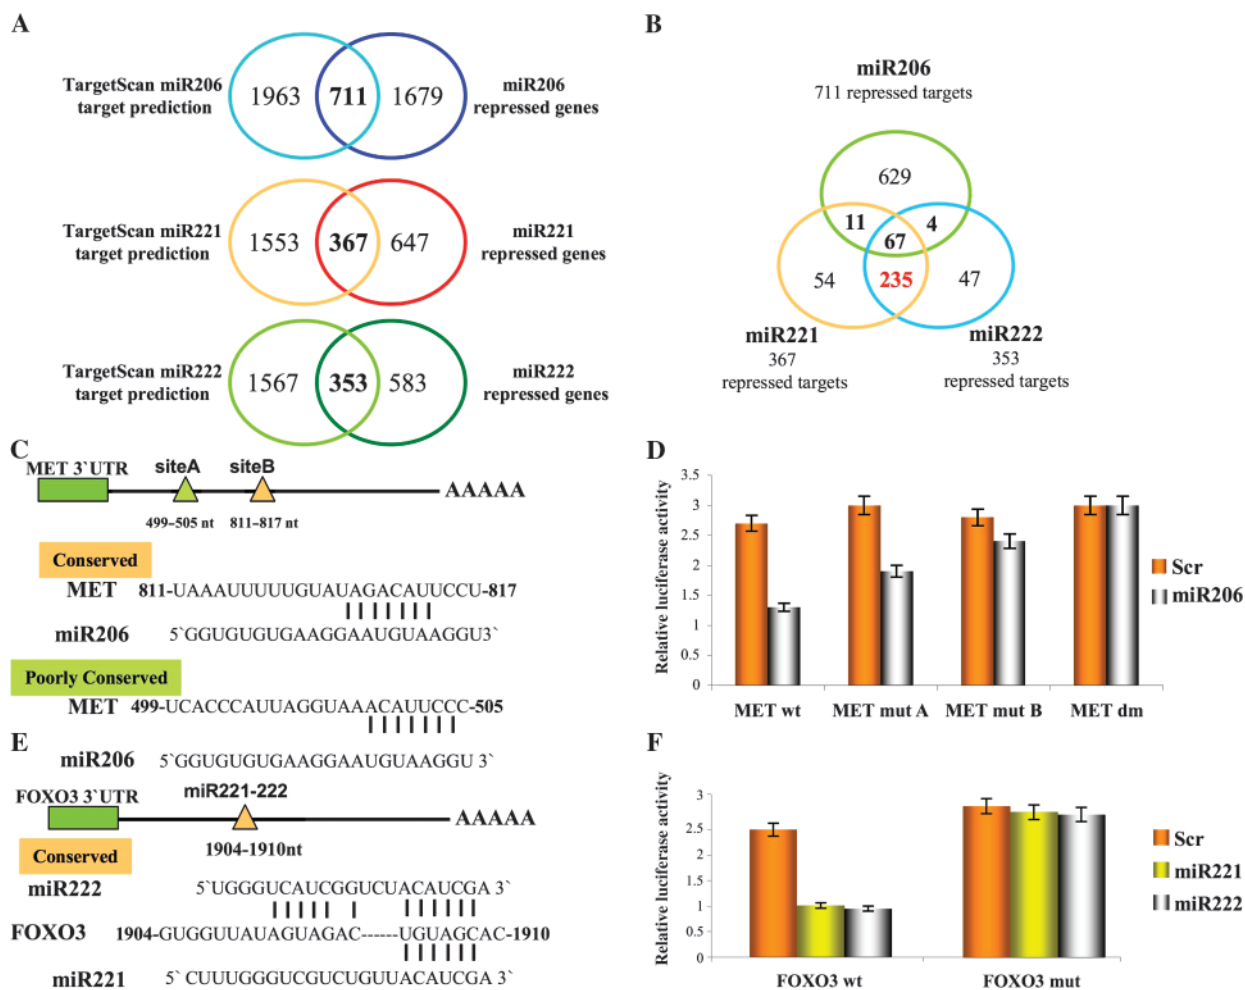 A
TargetScan miR206
target prediction
1963
711
1679
miR206
repressed genes
TargetScan miR221
target prediction
1553
367
647
miR221
repressed genes
TargetScan miR222
target prediction
1567
353
583
miR222
repressed genes
B
miR206
711 repressed targets
629
11
4
67
54
235
47
miR221
367
repressed targets
miR222
353
repressed targets
C
MET 3`UTR
siteA
siteB
AAAAA
499-505 nt
811-817 nt
Conserved
MET 811-UAAAUUUUUGUAUAGACAUUCCU-817
miR206 5`GGUGUGUGAAGGAAUGUAAGGU3`
Poorly Conserved
MET 499-UCACCCAUUAGGUAAACAUUCCC-505
miR206 5`GGUGUGUGAAGGAAUGUAAGGU 3`
D
Relative luciferase activity
3.5
3
2.5
2
1.5
1
0.5
0
MET wt
MET mut A
MET mut B
MET dm
Scr
miR206
E
FOXO3 3`UTR
miR221-222
AAAAA
1904-1910nt
Conserved
miR222 5`UGGGUCAUCGGUCUACAUCGA 3`
FOXO3 1904-GUGGUUAUAGUAGAC------UGUAGCAC-1910
miR221 5` CUUUGGGUCGUCUGUUACAUCGA 3`
F
Relative luciferase activity
3
2.5
2
1.5
1
0.5
0
FOXO3 wt
FOXO3 mut
Scr
miR221
miR222